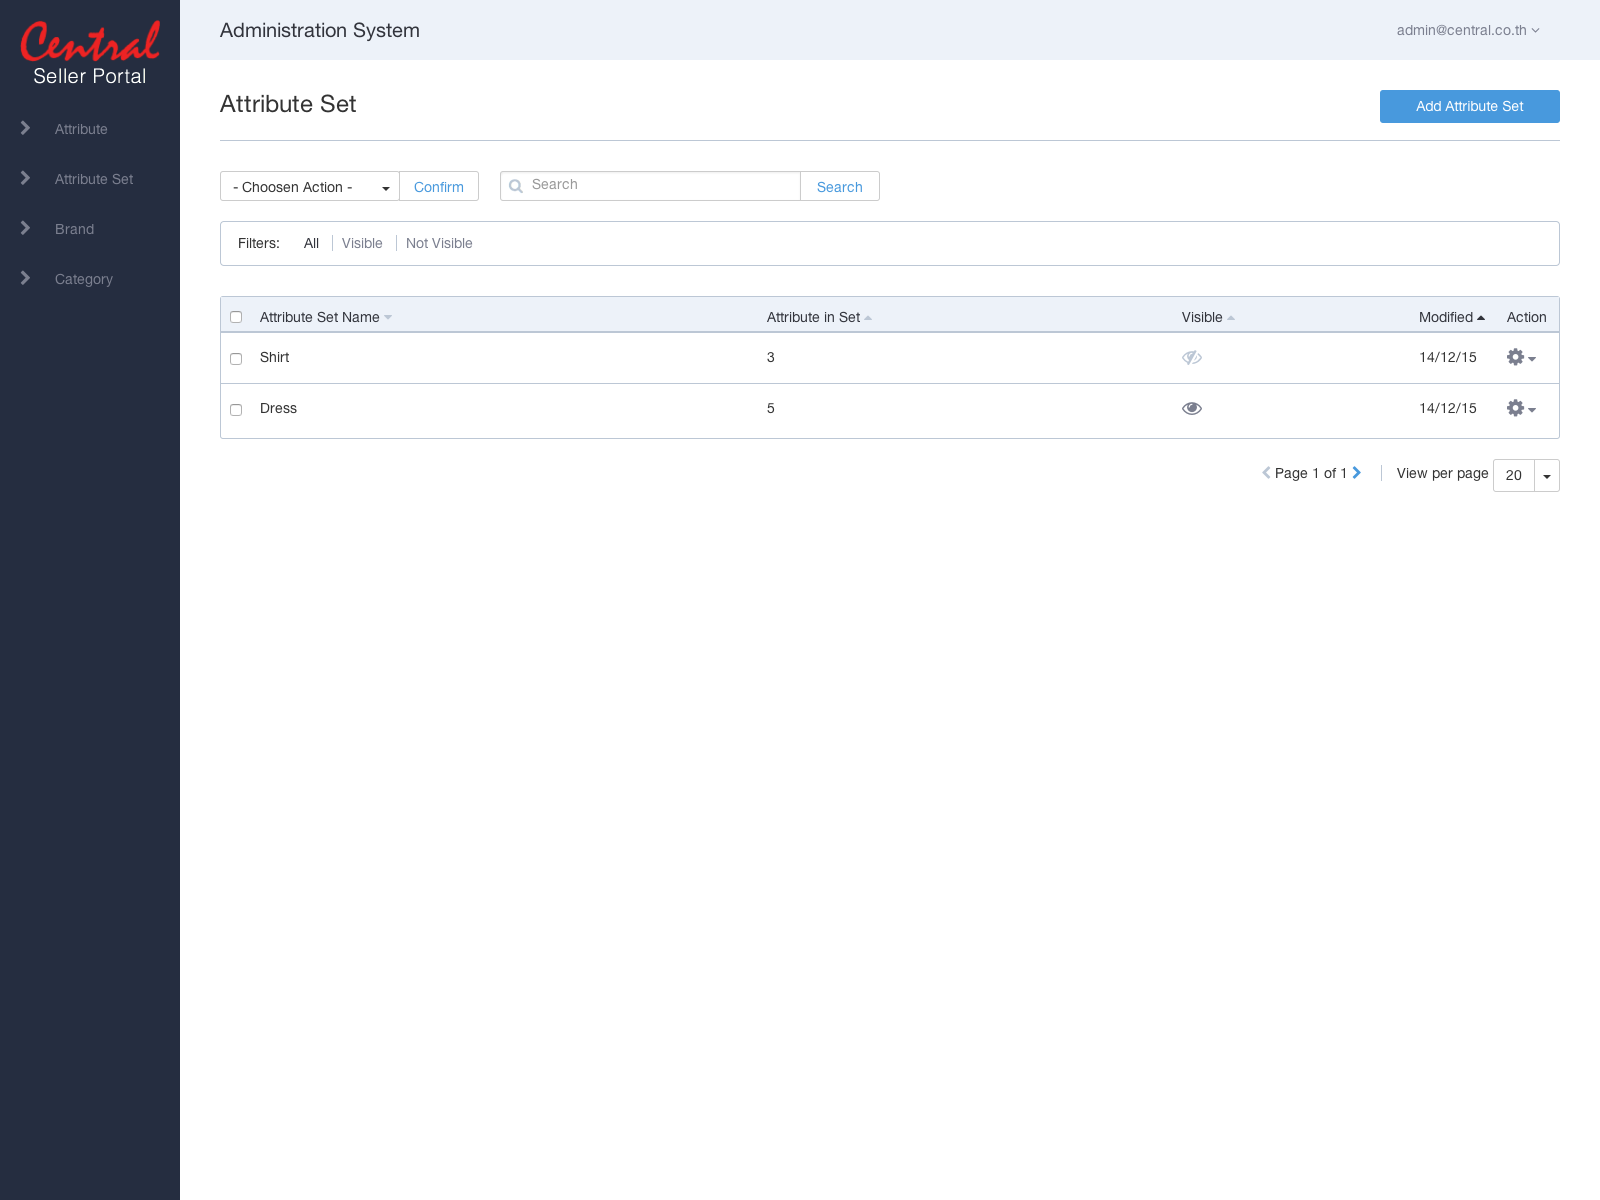 Central
Seller Portal
Administration System
admin@central.co.th
Attribute
Attribute Set
Brand
Category
Attribute Set
Add Attribute Set
- Choosen Action -
Confirm
Search
Search
Filters: All Visible Not Visible
Attribute Set Name Attribute in Set Visible Modified Action
Shirt 3 14/12/15
Dress 5 14/12/15
Page 1 of 1 View per page 20